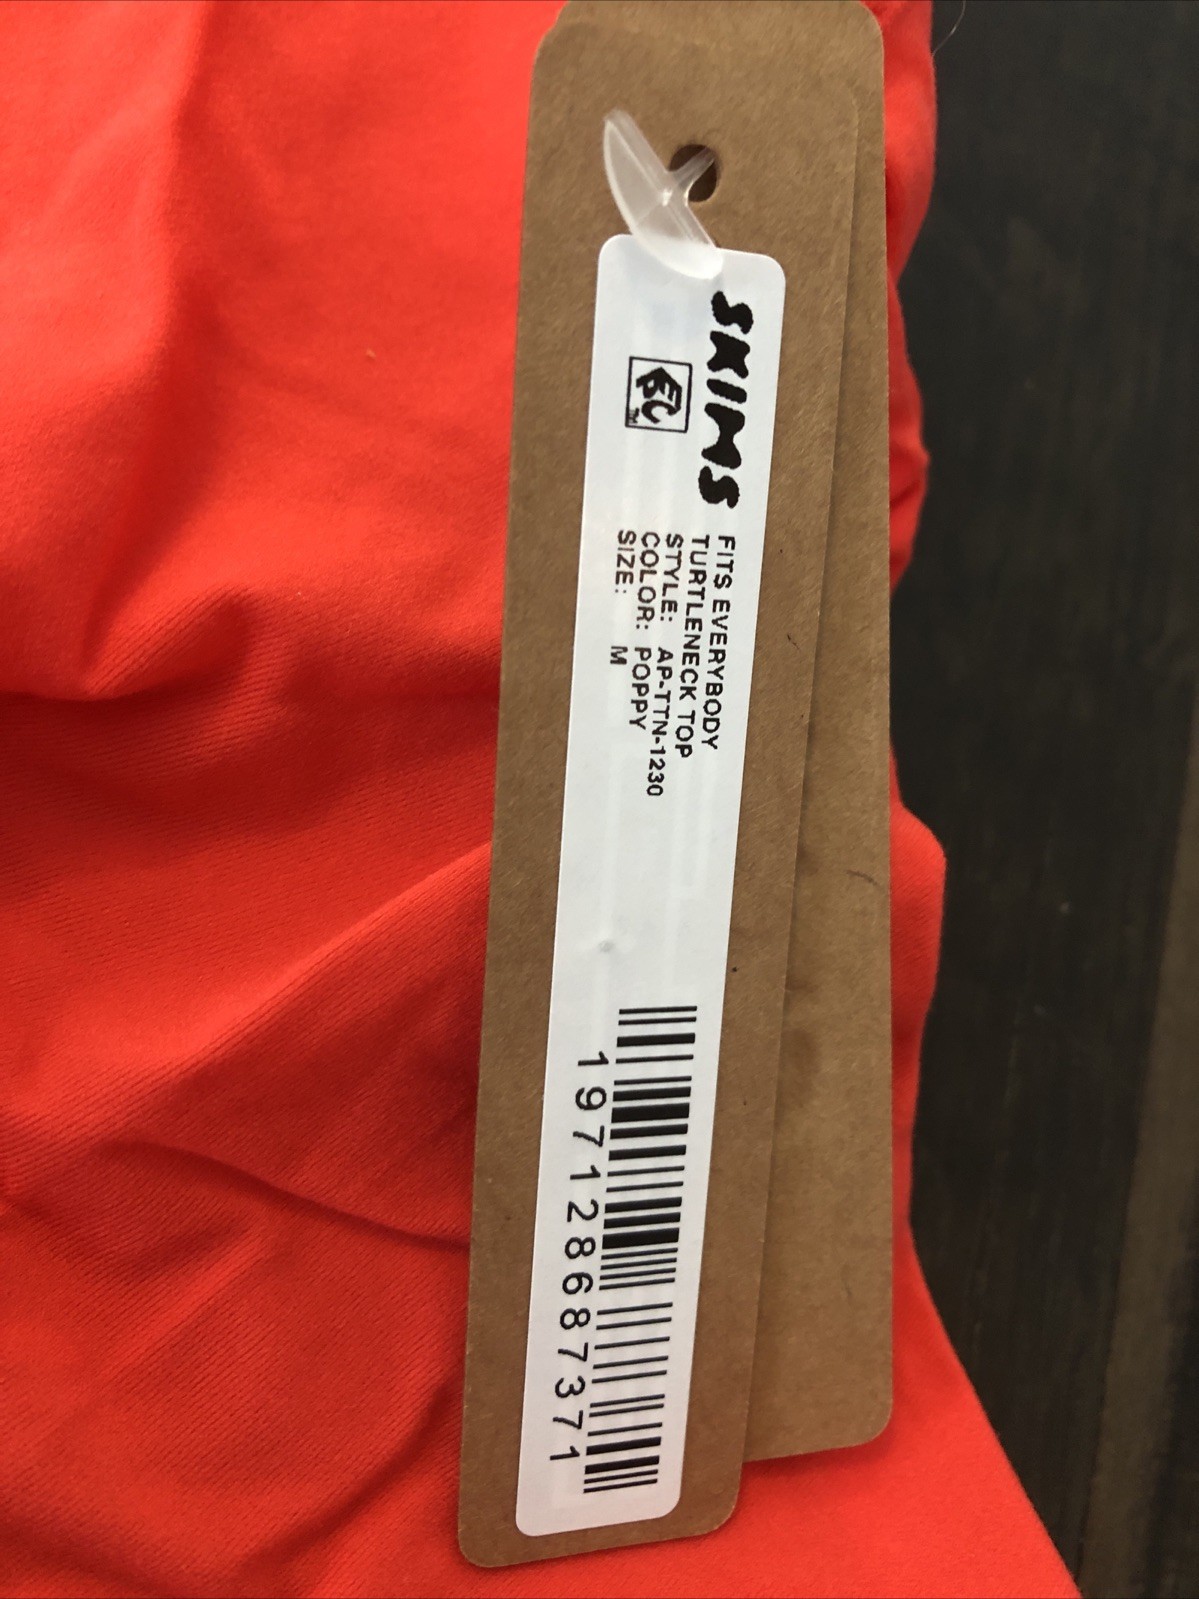 SKIMS
FITS EVERYBODY
TURTLENECK TOP
STYLE: AP-TTN-1230
COLOR: POPPY
SIZE: M
197128687371